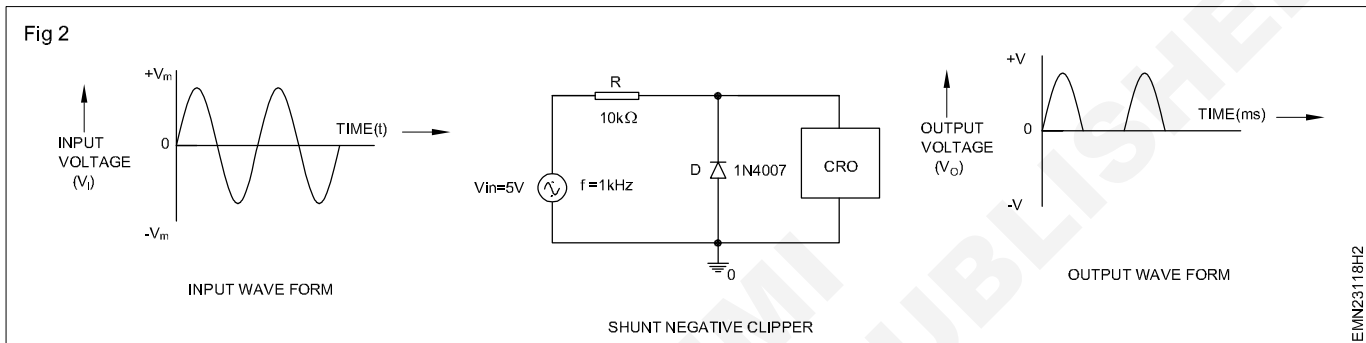 Fig 2
+Vm
INPUT
VOLTAGE
(VI)
0
TIME(t)
-Vm
INPUT WAVE FORM
R
10kΩ
Vin=5V
f =1kHz
D
1N4007
CRO
0
SHUNT NEGATIVE CLIPPER
+V
OUTPUT
VOLTAGE
(VO)
0
TIME(ms)
-V
OUTPUT WAVE FORM
EMN23118H2